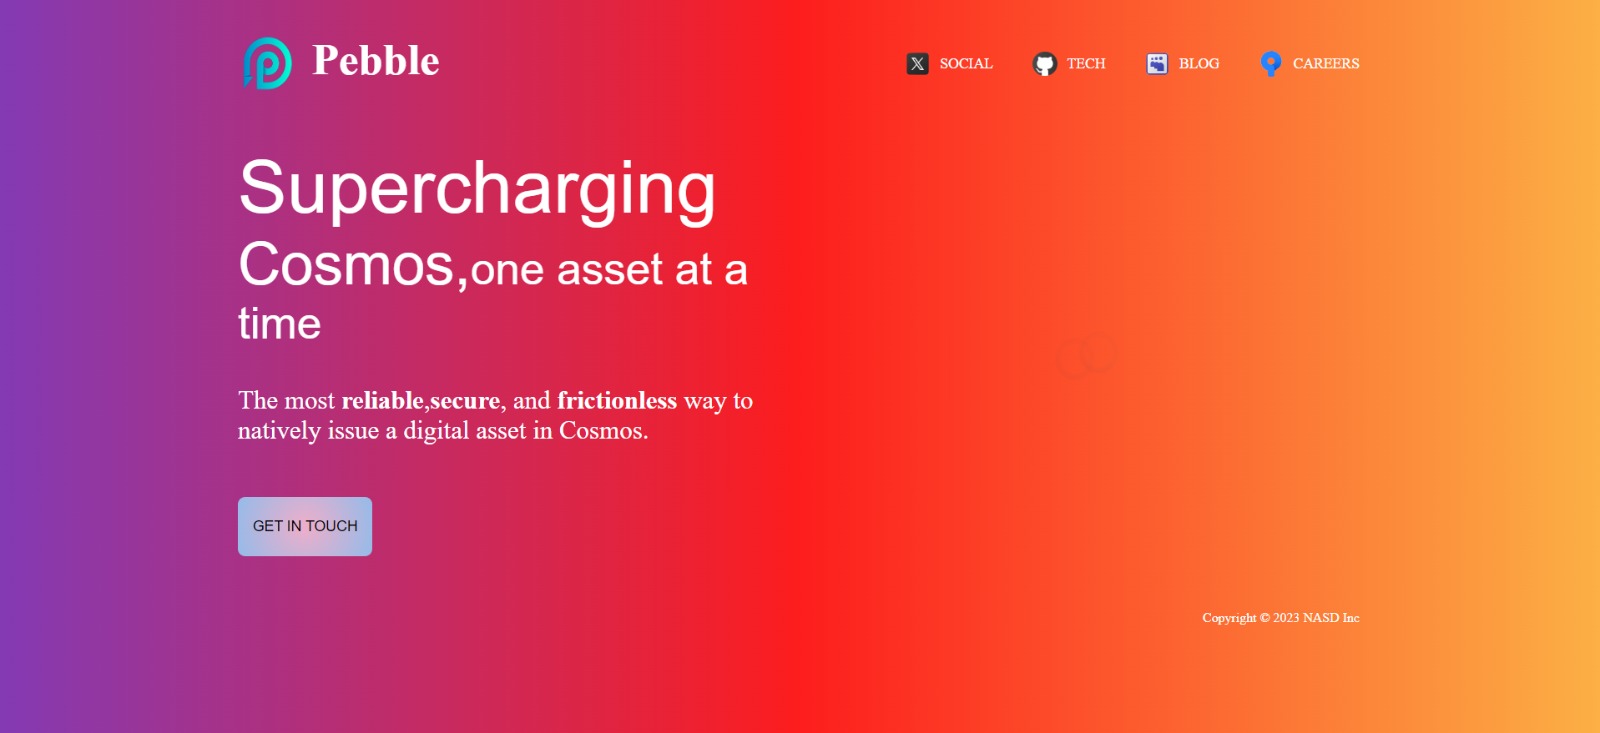 Pebble
SOCIAL
TECH
BLOG
CAREERS
Supercharging
Cosmos,one asset at a
time
The most reliable,secure, and frictionless way to
natively issue a digital asset in Cosmos.
GET IN TOUCH
Copyright © 2023 NASD Inc